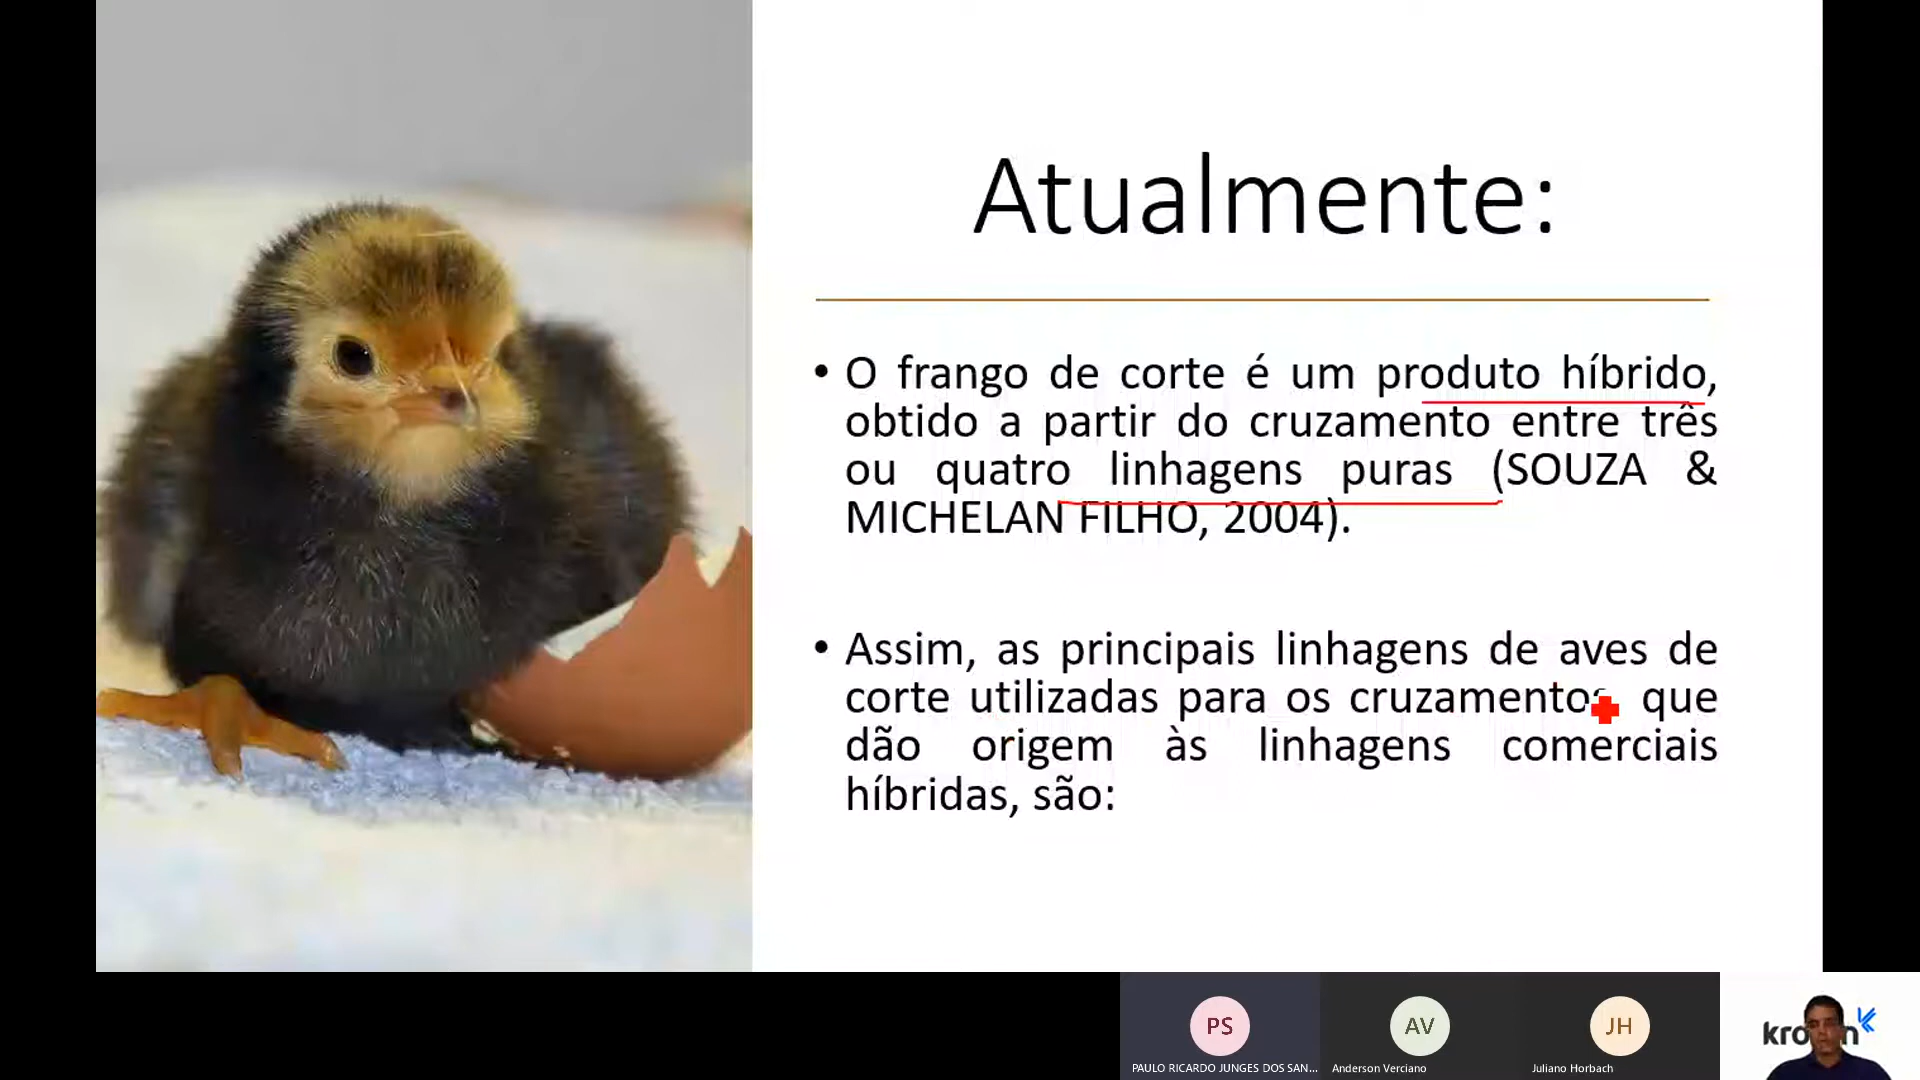 Atualmente:
• O frango de corte é um produto híbrido,
obtido a partir do cruzamento entre três
ou quatro linhagens puras (SOUZA &
MICHELAN FILHO, 2004).
• Assim, as principais linhagens de aves de
corte utilizadas para os cruzamentos que
dão origem às linhagens comerciais
híbridas, são:
PS
AV
JH
PAULO RICARDO JUNGES DOS SAN...
Anderson Verciano
Juliano Horbach